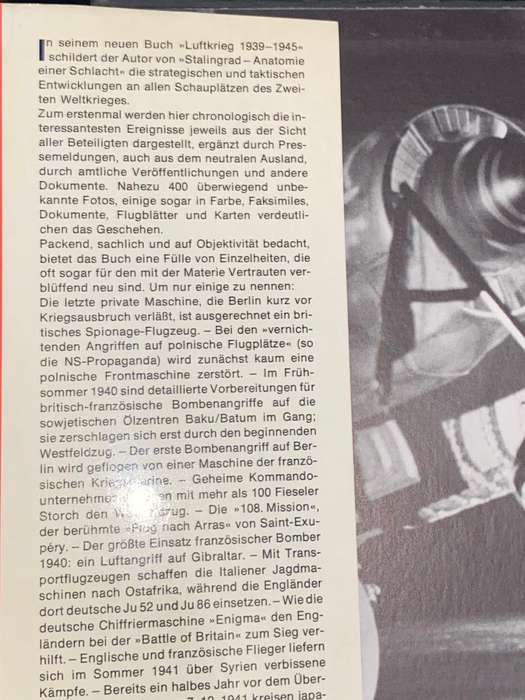 In seinem neuen Buch »Luftkrieg 1939–1945«
schildert der Autor von »Stalingrad – Anatomie
einer Schlacht« die strategischen und taktischen
Entwicklungen an allen Schauplätzen des Zwei-
ten Weltkrieges.
Zum erstenmal werden hier chronologisch die in-
teressantesten Ereignisse jeweils aus der Sicht
aller Beteiligten dargestellt, ergänzt durch Pres-
semeldungen, auch aus dem neutralen Ausland,
durch amtliche Veröffentlichungen und andere
Dokumente. Nahezu 400 überwiegend unbe-
kannte Fotos, einige sogar in Farbe, Faksimiles,
Dokumente, Flugblätter und Karten verdeutli-
chen das Geschehen.
Packend, sachlich und auf Objektivität bedacht,
bietet das Buch eine Fülle von Einzelheiten, die
oft sogar für den mit der Materie Vertrauten ver-
blüffend neu sind. Um nur einige zu nennen:
Die letzte private Maschine, die Berlin kurz vor
Kriegsausbruch verläßt, ist ausgerechnet ein bri-
tisches Spionage-Flugzeug. – Bei den »vernich-
tenden Angriffen auf polnische Flugplätze« (so
die NS-Propaganda) wird zunächst kaum eine
polnische Frontmaschine zerstört. – Im Früh-
sommer 1940 sind detaillierte Vorbereitungen für
britisch-französische Bombenangriffe auf die
sowjetischen Ölzentren Baku/Batum im Gang;
sie zerschlagen sich erst durch den beginnenden
Westfeldzug. – Der erste Bombenangriff auf Ber-
lin wird geflogen von einer Maschine der franzö-
sischen Kriegsmarine. – Geheime Kommando-
mit mehr als 100 Fieseler
Storch den – Die »108. Mission«,
der berühmte »Flug nach Arras« von Saint-Exu-
péry. – Der größte Einsatz französischer Bomber
1940: ein Luftangriff auf Gibraltar. – Mit Trans-
portflugzeugen schaffen die Italiener Jagdma-
schinen nach Ostafrika, während die Engländer
dort deutsche Ju 52 und Ju 86 einsetzen. – Wie die
deutsche Chiffriermaschine »Enigma« den Eng-
ländern bei der »Battle of Britain« zum Sieg ver-
hilft. – Englische und französische Flieger liefern
sich im Sommer 1941 über Syrien verbissene
Kämpfe. – Bereits ein halbes Jahr vor dem Über-
1941 kreisen japa-